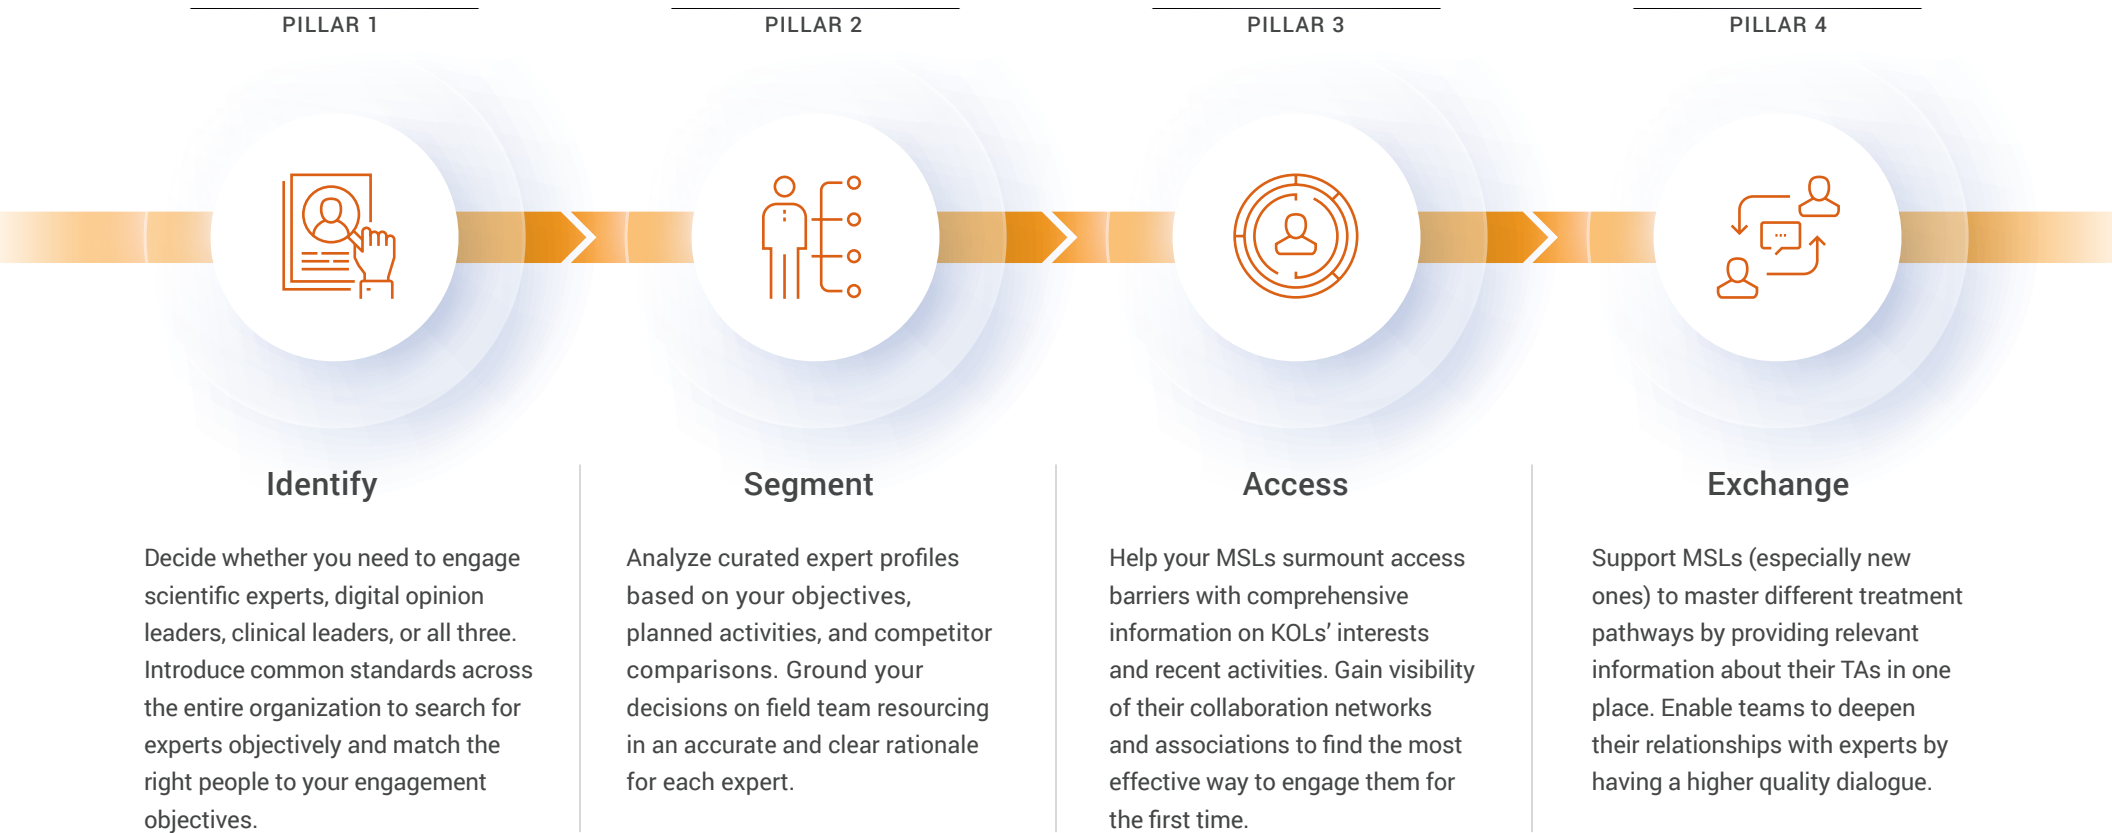 PILLAR 1
PILLAR 2
PILLAR 3
PILLAR 4
Identify
Decide whether you need to engage
scientific experts, digital opinion
leaders, clinical leaders, or all three.
Introduce common standards across
the entire organization to search for
experts objectively and match the
right people to your engagement
objectives.
Segment
Analyze curated expert profiles
based on your objectives,
planned activities, and competitor
comparisons. Ground your
decisions on field team resourcing
in an accurate and clear rationale
for each expert.
Access
Help your MSLs surmount access
barriers with comprehensive
information on KOLs’ interests
and recent activities. Gain visibility
of their collaboration networks
and associations to find the most
effective way to engage them for
the first time.
Exchange
Support MSLs (especially new
ones) to master different treatment
pathways by providing relevant
information about their TAs in one
place. Enable teams to deepen
their relationships with experts by
having a higher quality dialogue.